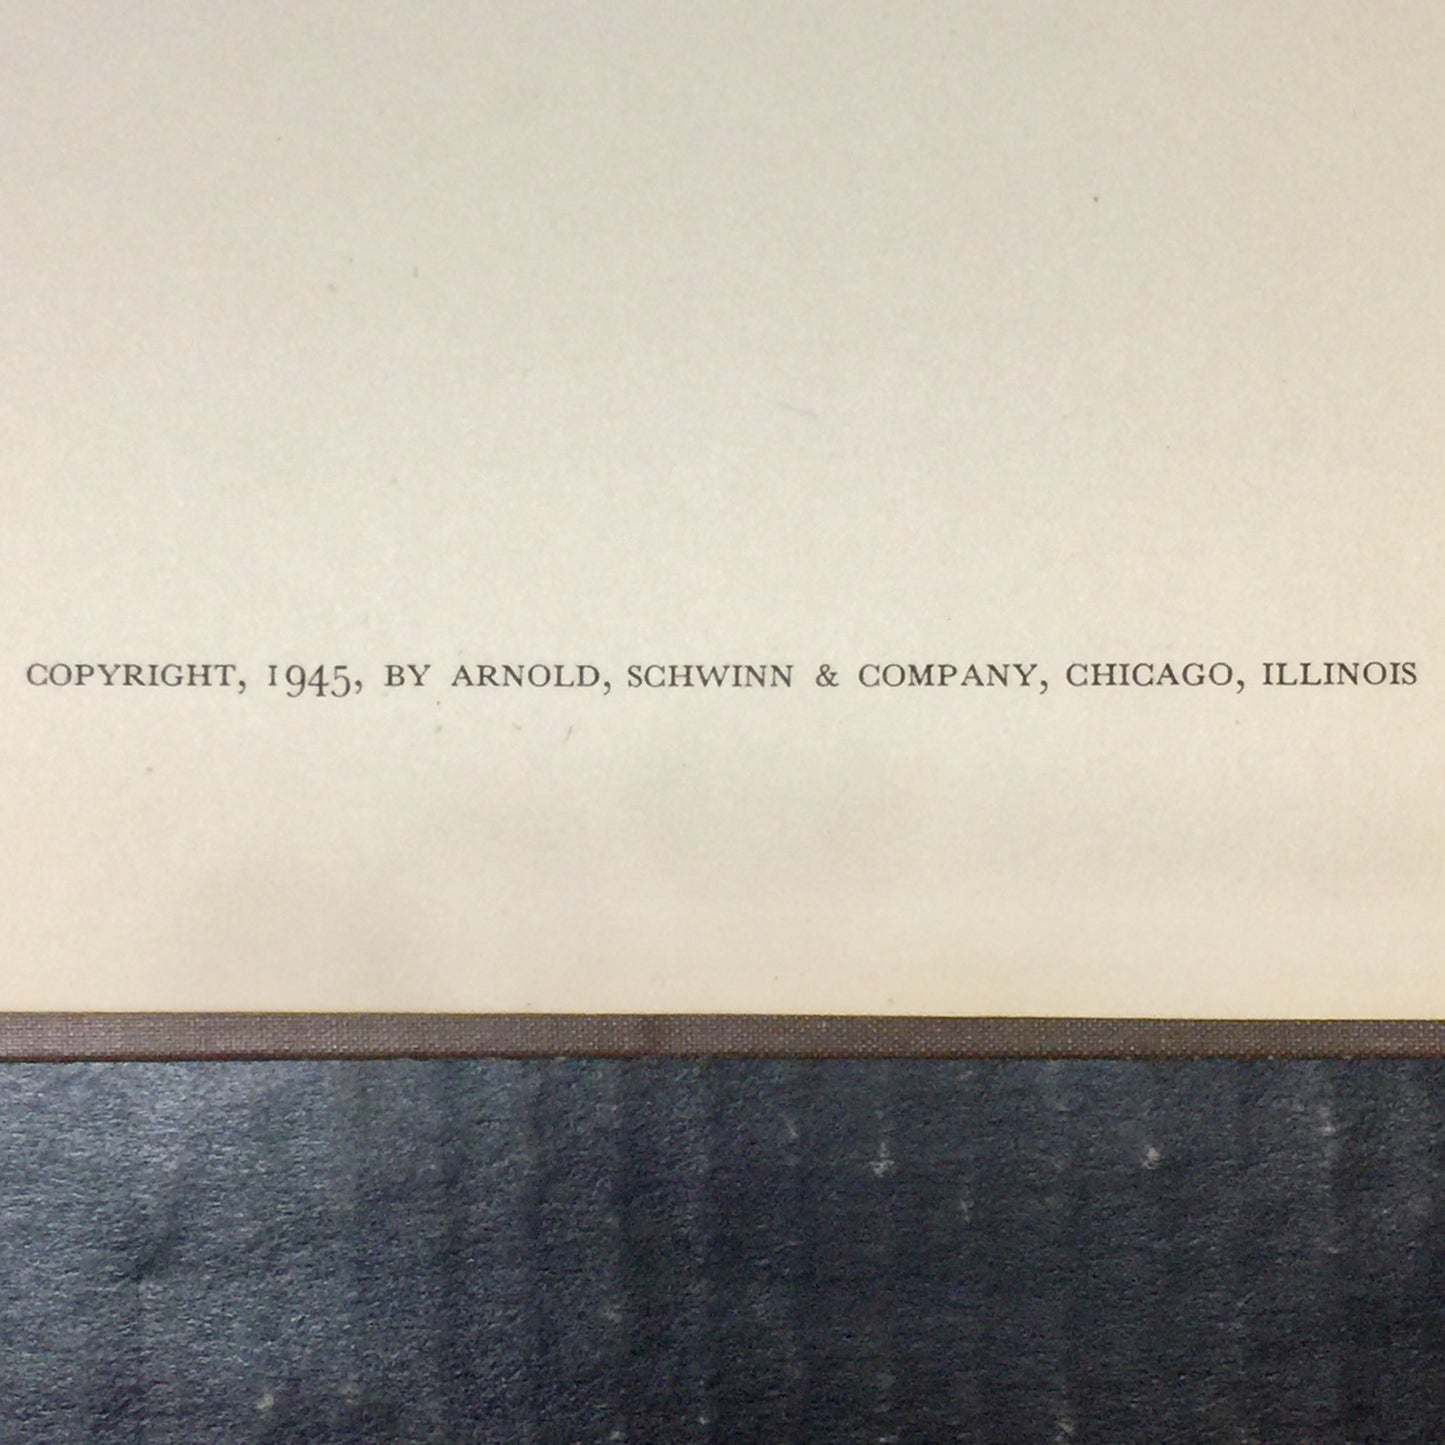 COPYRIGHT, 1945, BY ARNOLD, SCHWINN & COMPANY, CHICAGO, ILLINOIS